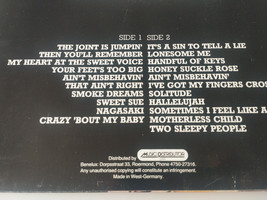 SIDE 1 SIDE 2
THE JOINT IS JUMPIN' IT'S A SIN TO TELL A LIE
THEN YOU'LL REMEMBER LONESOME ME
MY HEART AT THE SWEET VOICE HANDFUL OF KEYS
YOUR FEET'S TOO BIG HONEY SUCKLE ROSE
AIN'T MISBEHAVIN' AIN'T MISBEHAVIN'
THAT AIN'T RIGHT I'VE GOT MY FINGERS CROS
SMOKE DREAMS SOLITUDE
SWEET SUE HALLELUJAH
NAGASAKI SOMETIMES I FEEL LIKE A
CRAZY 'BOUT MY BABY MOTHERLESS CHILD
TWO SLEEPY PEOPLE
Distributed by
Benelux: Dorpsstraat 33, Roermond, Phone 4750-27316.
Any unauthorised copying will constitute an infringement.
Made in West-Germany.